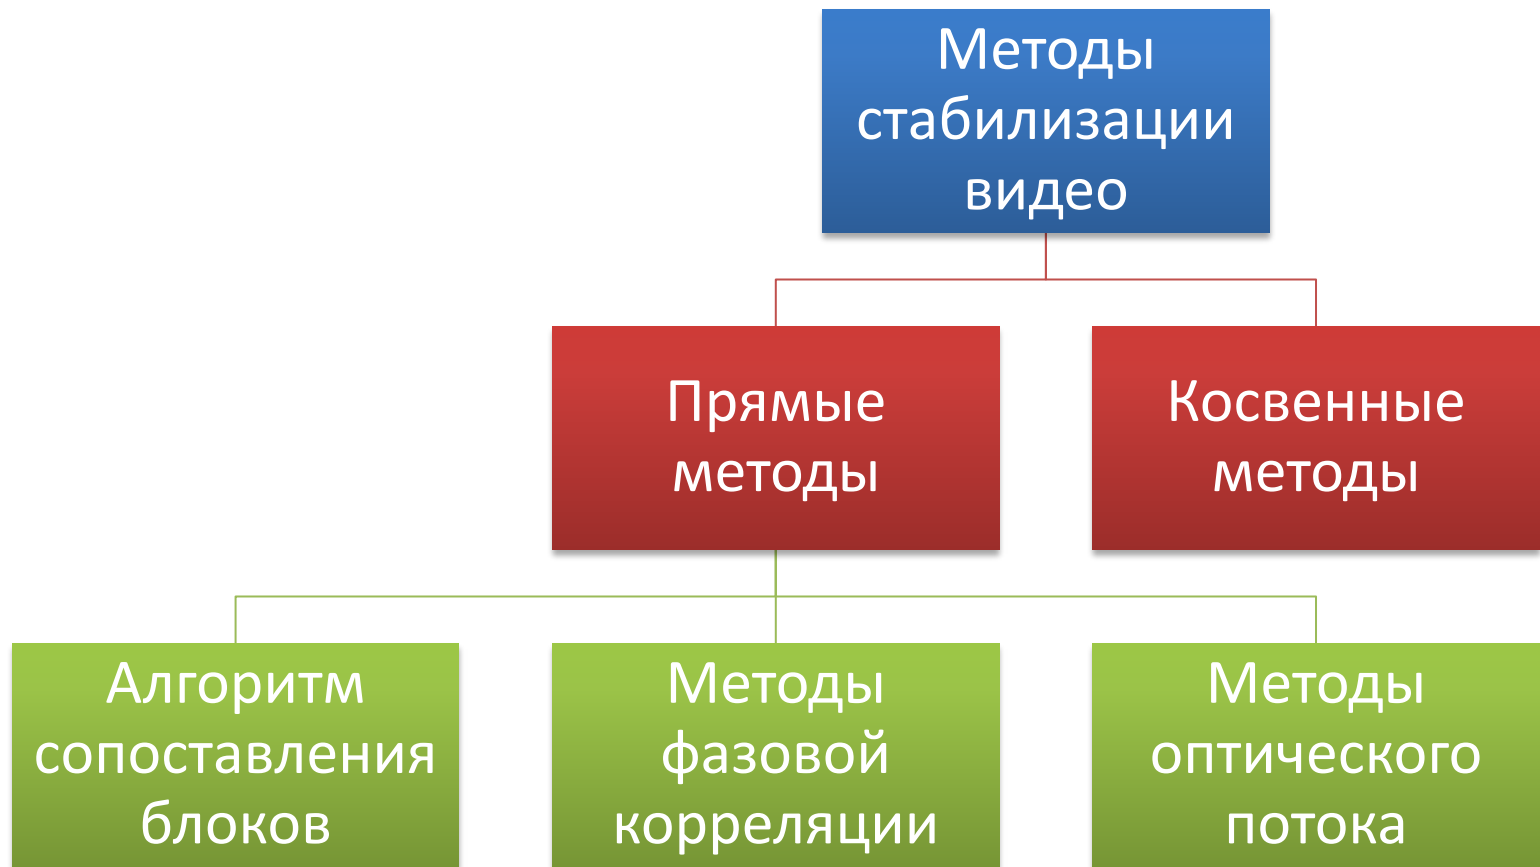 Методы
стабилизации
видео
Прямые
методы
Косвенные
методы
Алгоритм
сопоставления
блоков
Методы
фазовой
корреляции
Методы
оптического
потока